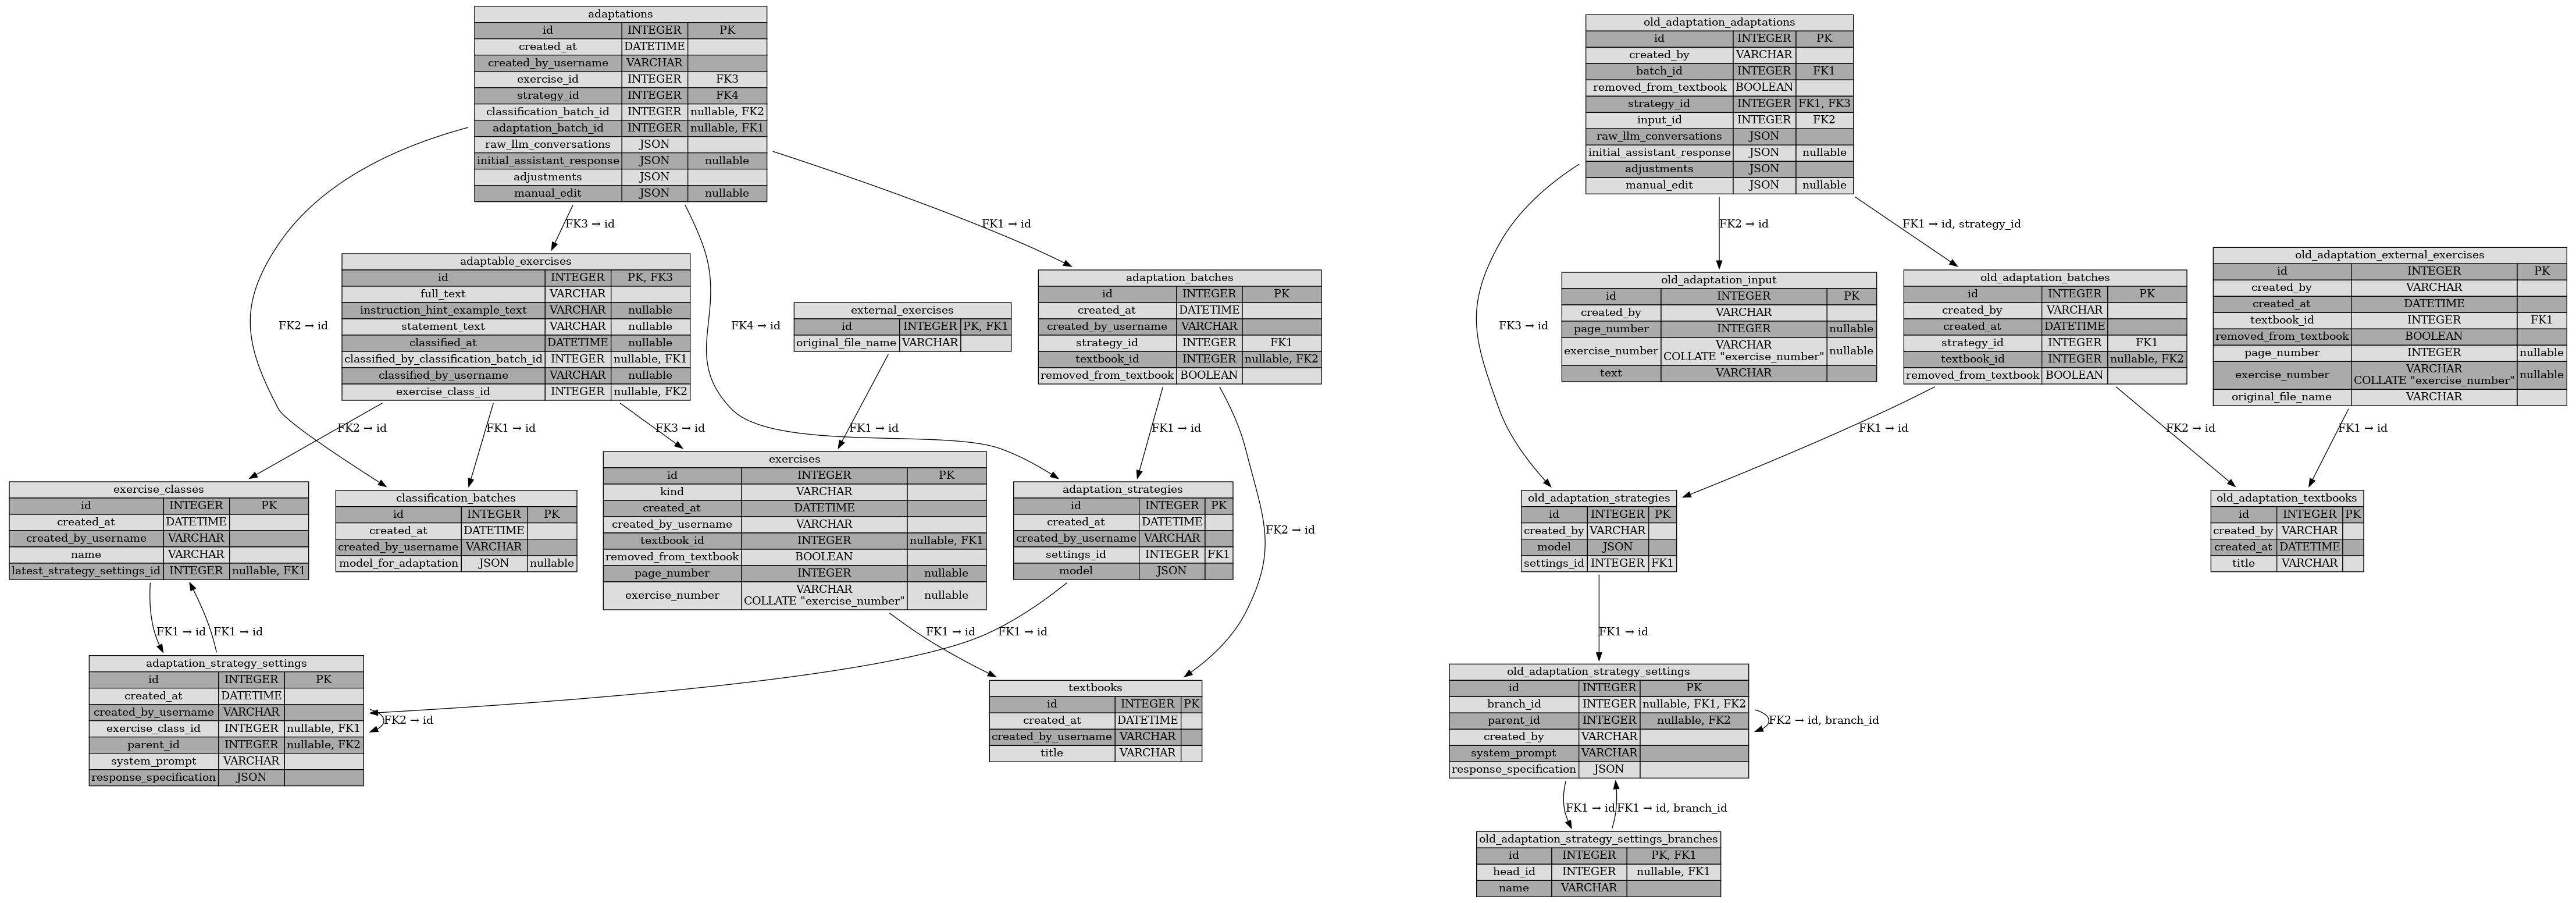 adaptations
id INTEGER PK
created_at DATETIME
created_by_username VARCHAR
exercise_id INTEGER FK3
strategy_id INTEGER FK4
classification_batch_id INTEGER nullable, FK2
adaptation_batch_id INTEGER nullable, FK1
raw_llm_conversations JSON
initial_assistant_response JSON nullable
adjustments JSON
manual_edit JSON nullable
old_adaptation_adaptations
id INTEGER PK
created_by VARCHAR
batch_id INTEGER FK1
removed_from_textbook BOOLEAN
strategy_id INTEGER FK1, FK3
input_id INTEGER FK2
raw_llm_conversations JSON
initial_assistant_response JSON nullable
adjustments JSON
manual_edit JSON nullable
FK3 → id
FK1 → id
FK2 → id
FK1 → id, strategy_id
adaptable_exercises
id INTEGER PK, FK3
full_text VARCHAR
instruction_hint_example_text VARCHAR nullable
statement_text VARCHAR nullable
classified_at DATETIME nullable
classified_by_classification_batch_id INTEGER nullable, FK1
classified_by_username VARCHAR nullable
exercise_class_id INTEGER nullable, FK2
external_exercises
id INTEGER PK, FK1
original_file_name VARCHAR
adaptation_batches
id INTEGER PK
created_at DATETIME
created_by_username VARCHAR
strategy_id INTEGER FK1
textbook_id INTEGER nullable, FK2
removed_from_textbook BOOLEAN
old_adaptation_input
id INTEGER PK
created_by VARCHAR
page_number INTEGER nullable
exercise_number VARCHAR COLLATE "exercise_number" nullable
text VARCHAR
old_adaptation_batches
id INTEGER PK
created_by VARCHAR
created_at DATETIME
strategy_id INTEGER FK1
textbook_id INTEGER nullable, FK2
removed_from_textbook BOOLEAN
old_adaptation_external_exercises
id INTEGER PK
created_by VARCHAR
created_at DATETIME
textbook_id INTEGER FK1
removed_from_textbook BOOLEAN
page_number INTEGER nullable
exercise_number VARCHAR COLLATE "exercise_number" nullable
original_file_name VARCHAR
FK2 → id
FK4 → id
FK3 → id
FK2 → id
FK1 → id
FK3 → id
FK1 → id
FK1 → id
FK1 → id
FK2 → id
FK1 → id
exercise_classes
id INTEGER PK
created_at DATETIME
created_by_username VARCHAR
name VARCHAR
latest_strategy_settings_id INTEGER nullable, FK1
classification_batches
id INTEGER PK
created_at DATETIME
created_by_username VARCHAR
model_for_adaptation JSON nullable
exercises
id INTEGER PK
kind VARCHAR
created_at DATETIME
created_by_username VARCHAR
textbook_id INTEGER nullable, FK1
removed_from_textbook BOOLEAN
page_number INTEGER nullable
exercise_number VARCHAR COLLATE "exercise_number" nullable
adaptation_strategies
id INTEGER PK
created_at DATETIME
created_by_username VARCHAR
settings_id INTEGER FK1
model JSON
FK2 → id
old_adaptation_strategies
id INTEGER PK
created_by VARCHAR
model JSON
settings_id INTEGER FK1
old_adaptation_textbooks
id INTEGER PK
created_by VARCHAR
created_at DATETIME
title VARCHAR
FK1 → id
FK1 → id
FK1 → id
FK1 → id
FK1 → id
adaptation_strategy_settings
id INTEGER PK
created_at DATETIME
created_by_username VARCHAR
exercise_class_id INTEGER nullable, FK1
parent_id INTEGER nullable, FK2
system_prompt VARCHAR
response_specification JSON
FK2 → id
textbooks
id INTEGER PK
created_at DATETIME
created_by_username VARCHAR
title VARCHAR
old_adaptation_strategy_settings
id INTEGER PK
branch_id INTEGER nullable, FK1, FK2
parent_id INTEGER nullable, FK2
created_by VARCHAR
system_prompt VARCHAR
response_specification JSON
FK2 → id, branch_id
FK1 → id
FK1 → id, branch_id
old_adaptation_strategy_settings_branches
id INTEGER PK, FK1
head_id INTEGER nullable, FK1
name VARCHAR